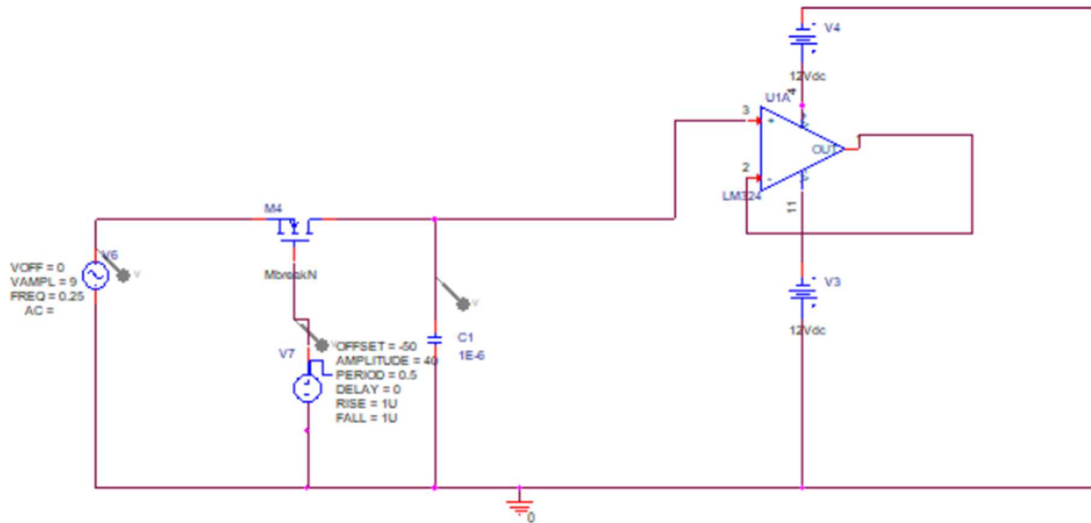 V4
12Vdc
4
U1A
3
+
V+
OUT
1
2
-
V-
LM324
11
M4
MbreakN
V6
V
VOFF = 0
VAMPL = 9
FREQ = 0.25
AC =
V
C1
1E-6
V3
12Vdc
V7
V
OFFSET = -50
AMPLITUDE = 40
PERIOD = 0.5
DELAY = 0
RISE = 1U
FALL = 1U
0